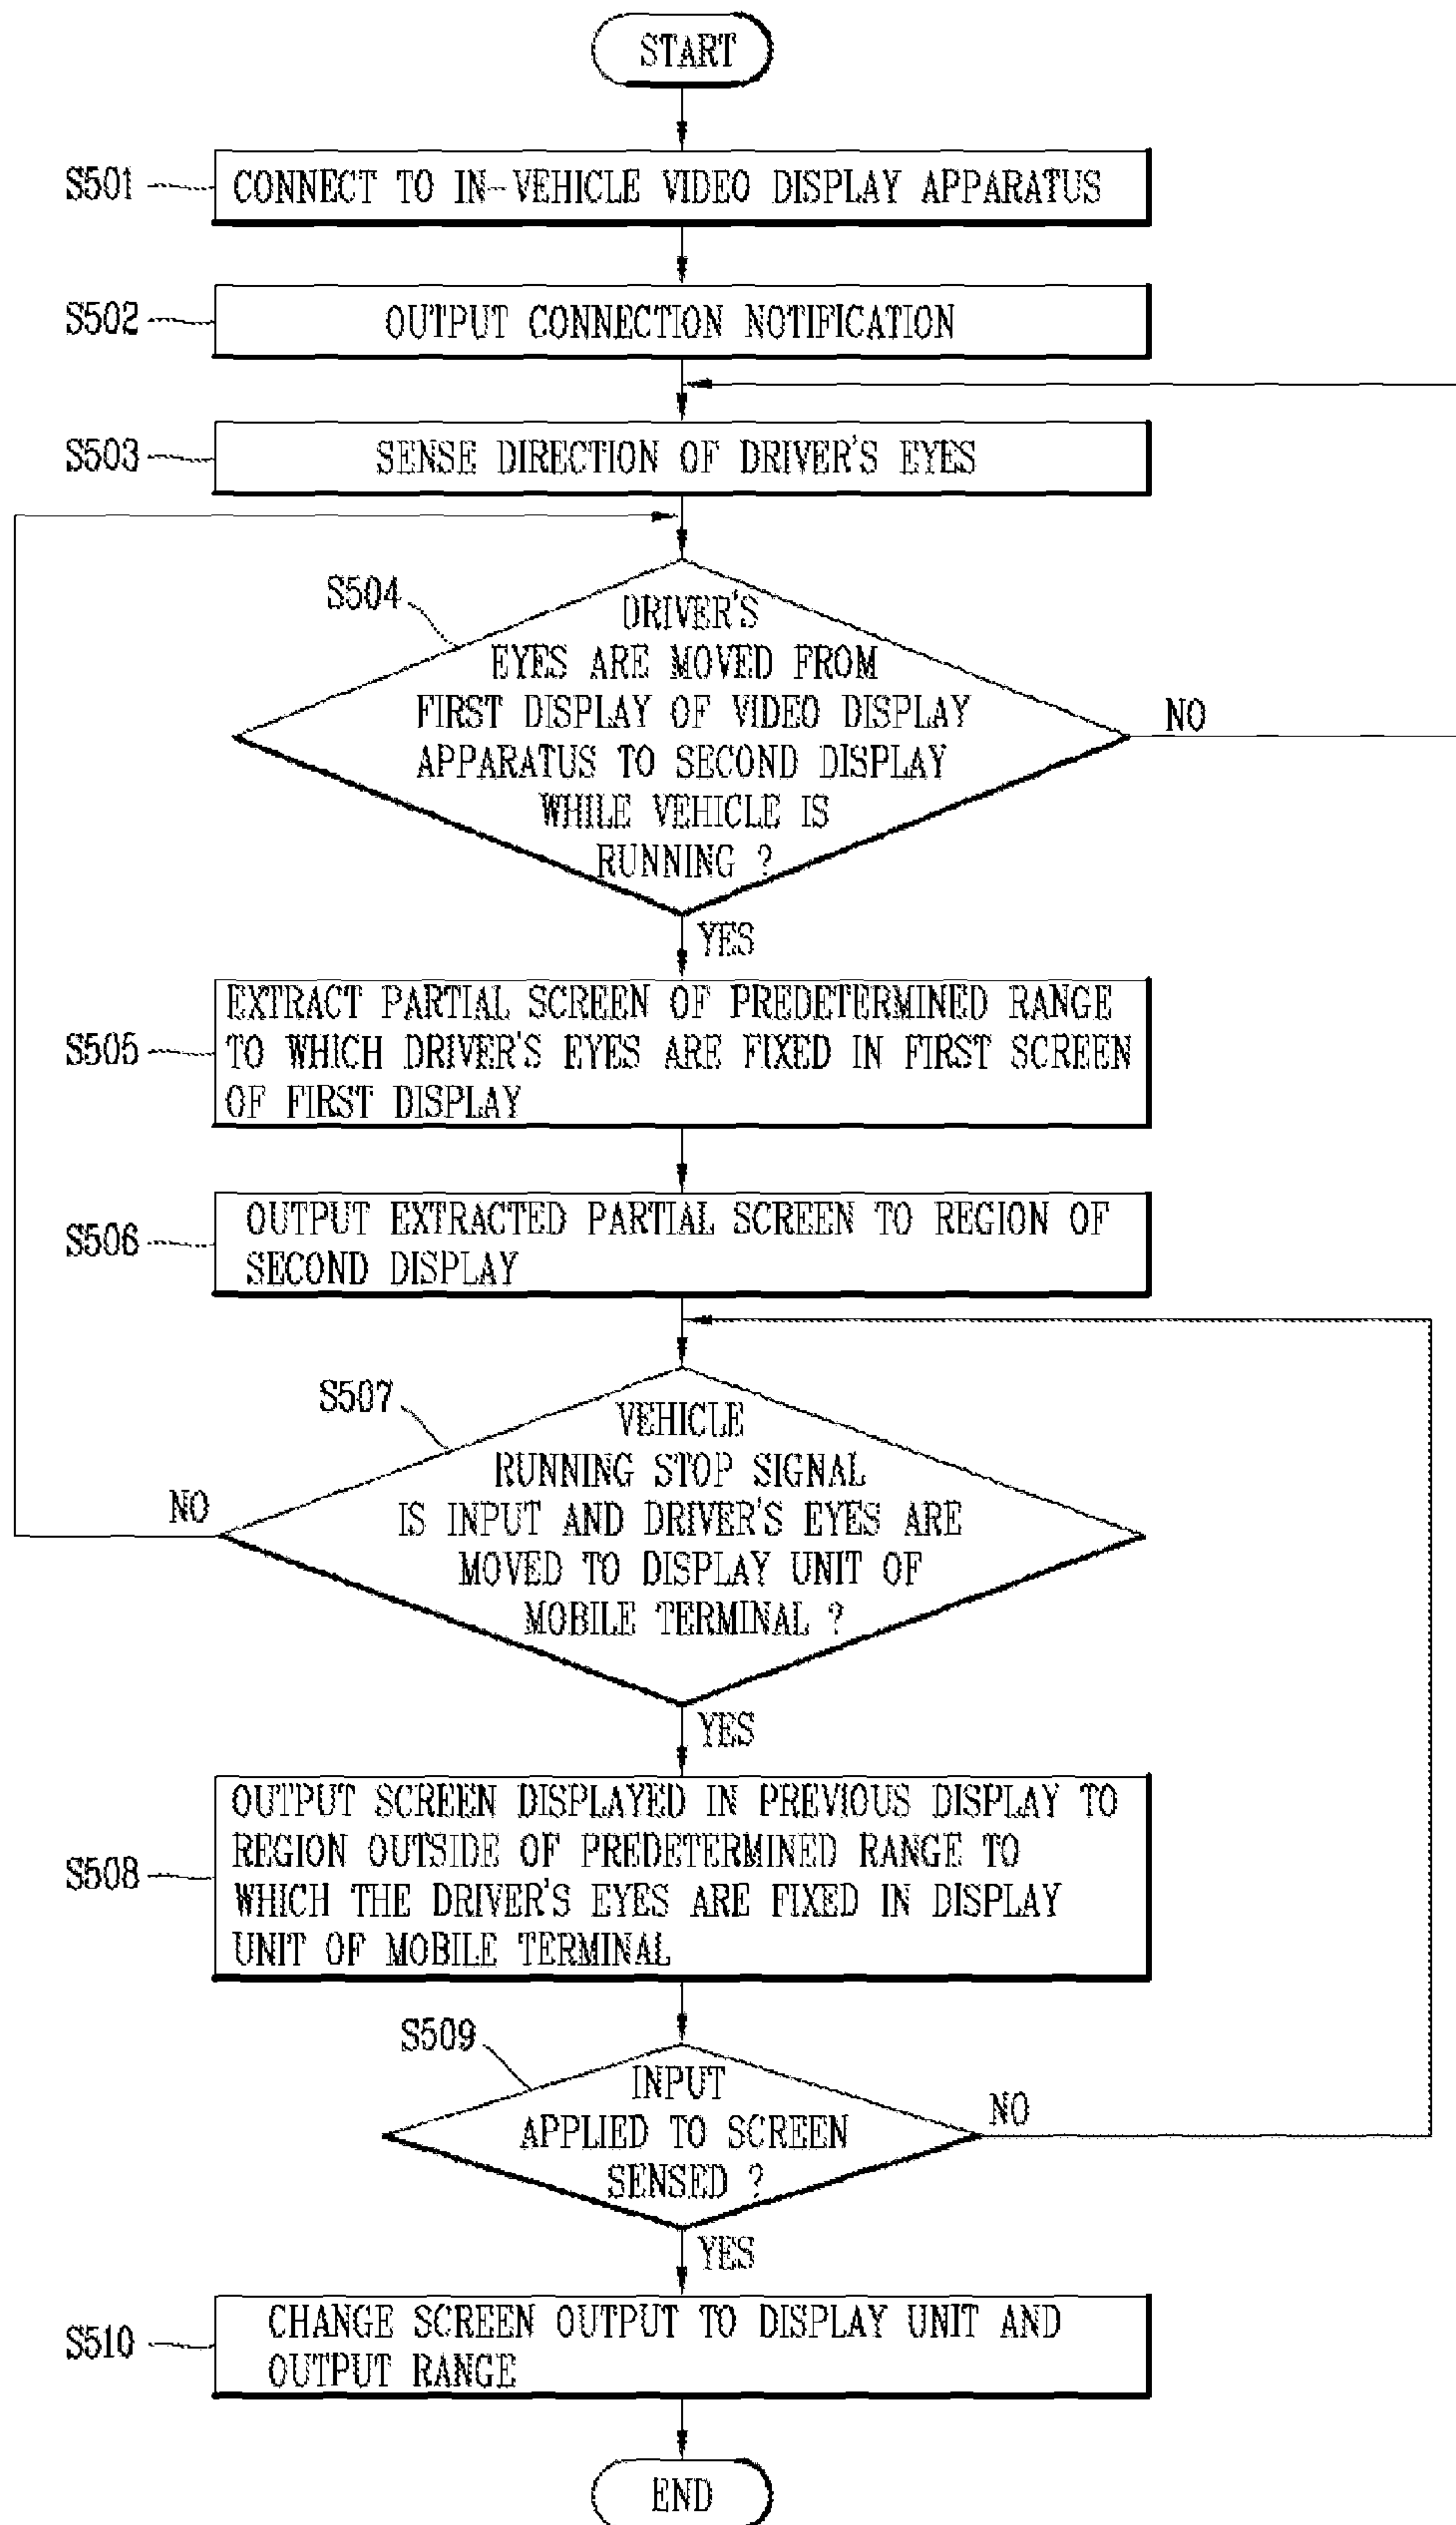 START
S501
CONNECT TO IN-VEHICLE VIDEO DISPLAY APPARATUS
S502
OUTPUT CONNECTION NOTIFICATION
S503
SENSE DIRECTION OF DRIVER'S EYES
S504
DRIVER'S
EYES ARE MOVED FROM
FIRST DISPLAY OF VIDEO DISPLAY
APPARATUS TO SECOND DISPLAY
WHILE VEHICLE IS
RUNNING ?
NO
YES
S505
EXTRACT PARTIAL SCREEN OF PREDETERMINED RANGE
TO WHICH DRIVER'S EYES ARE FIXED IN FIRST SCREEN
OF FIRST DISPLAY
S506
OUTPUT EXTRACTED PARTIAL SCREEN TO REGION OF
SECOND DISPLAY
S507
VEHICLE
RUNNING STOP SIGNAL
IS INPUT AND DRIVER'S EYES ARE
MOVED TO DISPLAY UNIT OF
MOBILE TERMINAL ?
NO
YES
S508
OUTPUT SCREEN DISPLAYED IN PREVIOUS DISPLAY TO
REGION OUTSIDE OF PREDETERMINED RANGE TO
WHICH THE DRIVER'S EYES ARE FIXED IN DISPLAY
UNIT OF MOBILE TERMINAL
S509
INPUT
APPLIED TO SCREEN
SENSED ?
NO
YES
S510
CHANGE SCREEN OUTPUT TO DISPLAY UNIT AND
OUTPUT RANGE
END